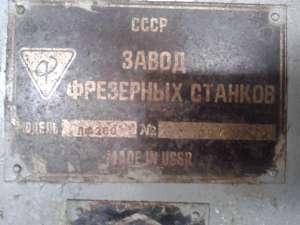 СССР
ЗАВОД
ФРЕЗЕРНЫХ СТАНКОВ
МОДЕЛЬ №
MADE IN USSR